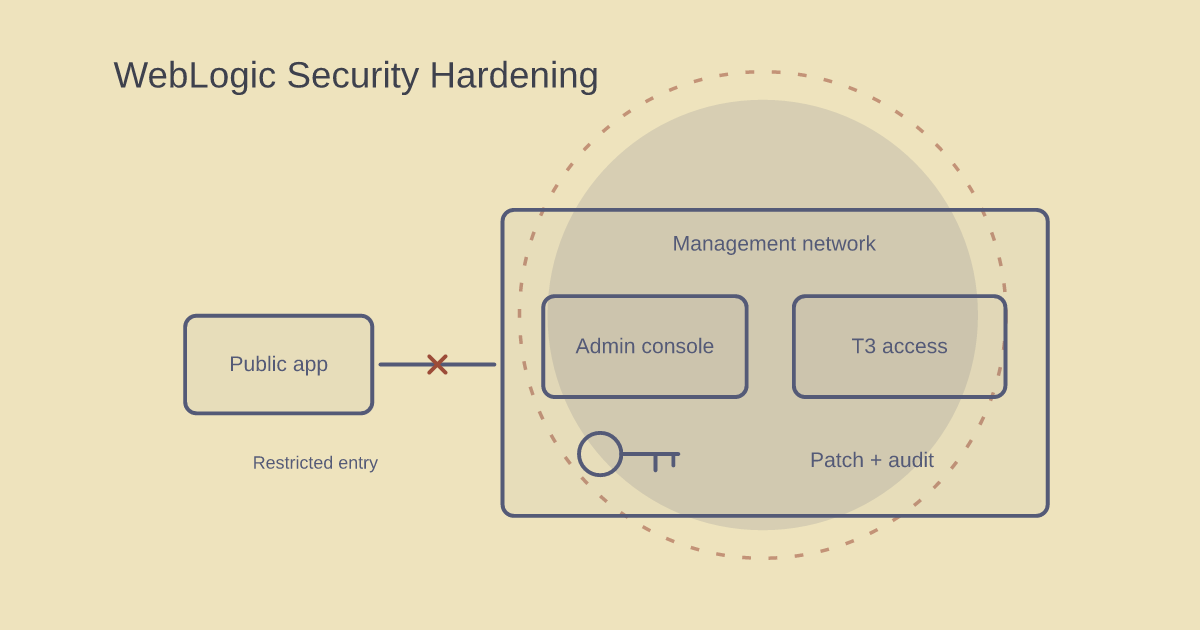 WebLogic Security Hardening
Management network
Public app
Admin console
T3 access
Restricted entry
Patch + audit